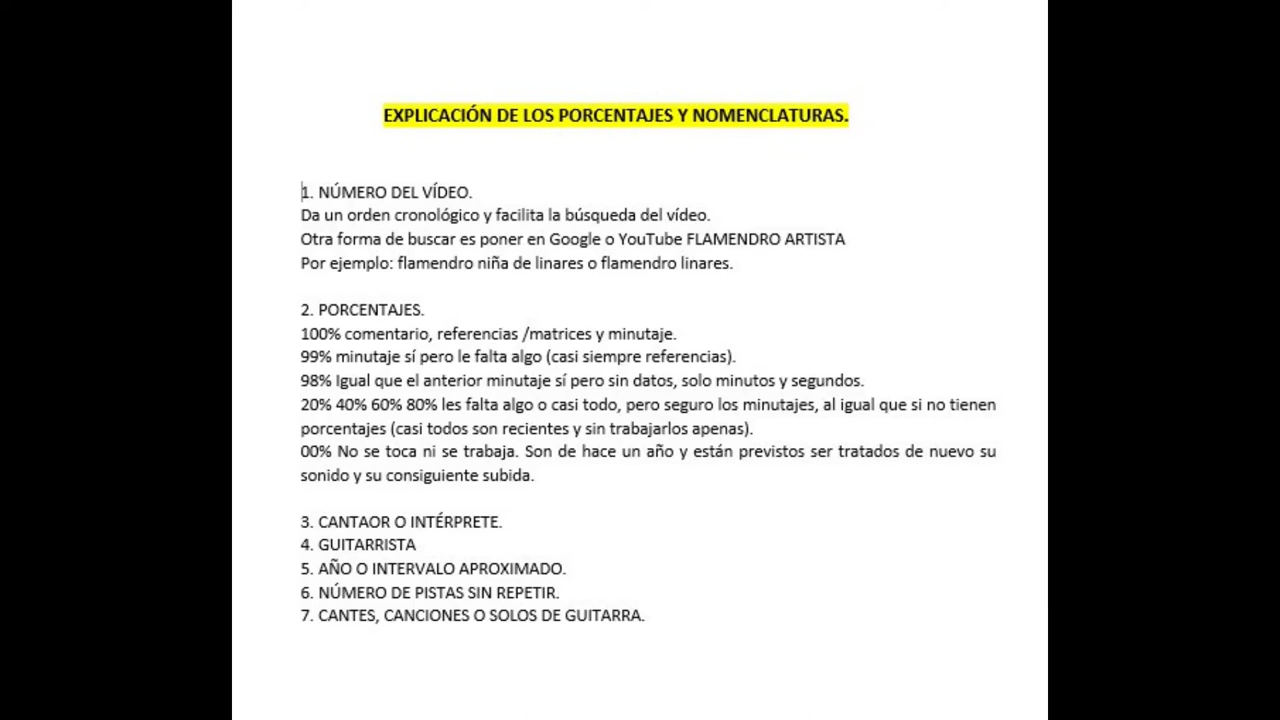 EXPLICACIÓN DE LOS PORCENTAJES Y NOMENCLATURAS.
1. NÚMERO DEL VÍDEO.
Da un orden cronológico y facilita la búsqueda del vídeo.
Otra forma de buscar es poner en Google o YouTube FLAMENDRO ARTISTA
Por ejemplo: flamendro niña de linares o flamendro linares.
2. PORCENTAJES.
100% comentario, referencias /matrices y minutaje.
99% minutaje sí pero le falta algo (casi siempre referencias).
98% Igual que el anterior minutaje sí pero sin datos, solo minutos y segundos.
20% 40% 60% 80% les falta algo o casi todo, pero seguro los minutajes, al igual que si no tienen
porcentajes (casi todos son recientes y sin trabajarlos apenas).
00% No se toca ni se trabaja. Son de hace un año y están previstos ser tratados de nuevo su
sonido y su consiguiente subida.
3. CANTAOR O INTÉRPRETE.
4. GUITARRISTA
5. AÑO O INTERVALO APROXIMADO.
6. NÚMERO DE PISTAS SIN REPETIR.
7. CANTES, CANCIONES O SOLOS DE GUITARRA.